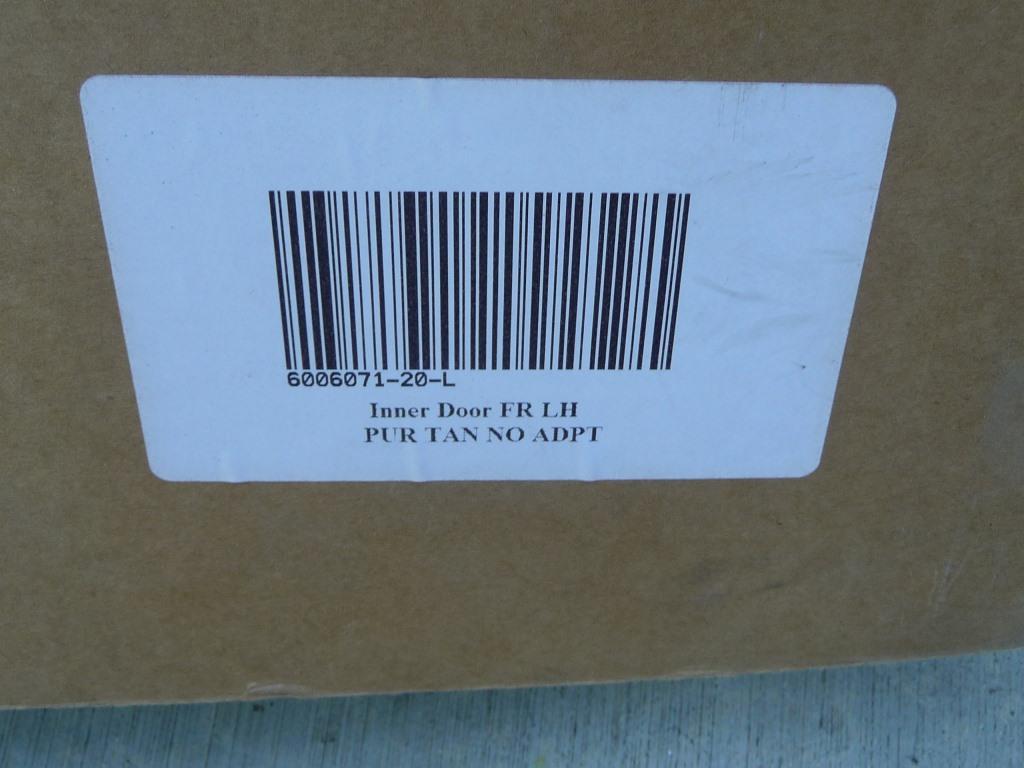 6006071-20-L
Inner Door FR LH
PUR TAN NO ADPT